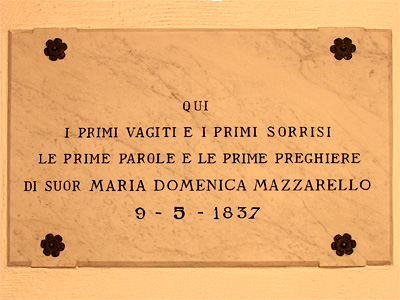 QUI
I PRIMI VAGITI E I PRIMI SORRISI
LE PRIME PAROLE E LE PRIME PREGHIERE
DI SUOR MARIA DOMENICA MAZZARELLO
9 - 5 - 1837